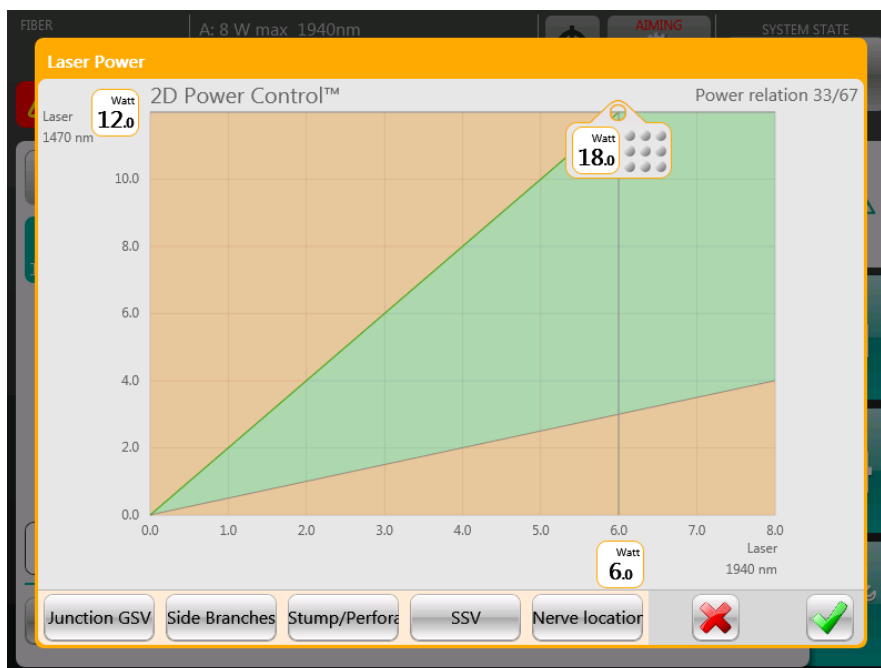 FIBER
A: 8 W max 1940nm
AIMING
SYSTEM STATE
Laser Power
2D Power Control™
Power relation 33/67
Laser
1470 nm
Watt
12.0
Watt
18.0
10.0
8.0
6.0
4.0
2.0
0.0
0.0 1.0 2.0 3.0 4.0 5.0 6.0 7.0 8.0
Watt
6.0
Laser
1940 nm
Junction GSV Side Branches Stump/Perfora SSV Nerve location